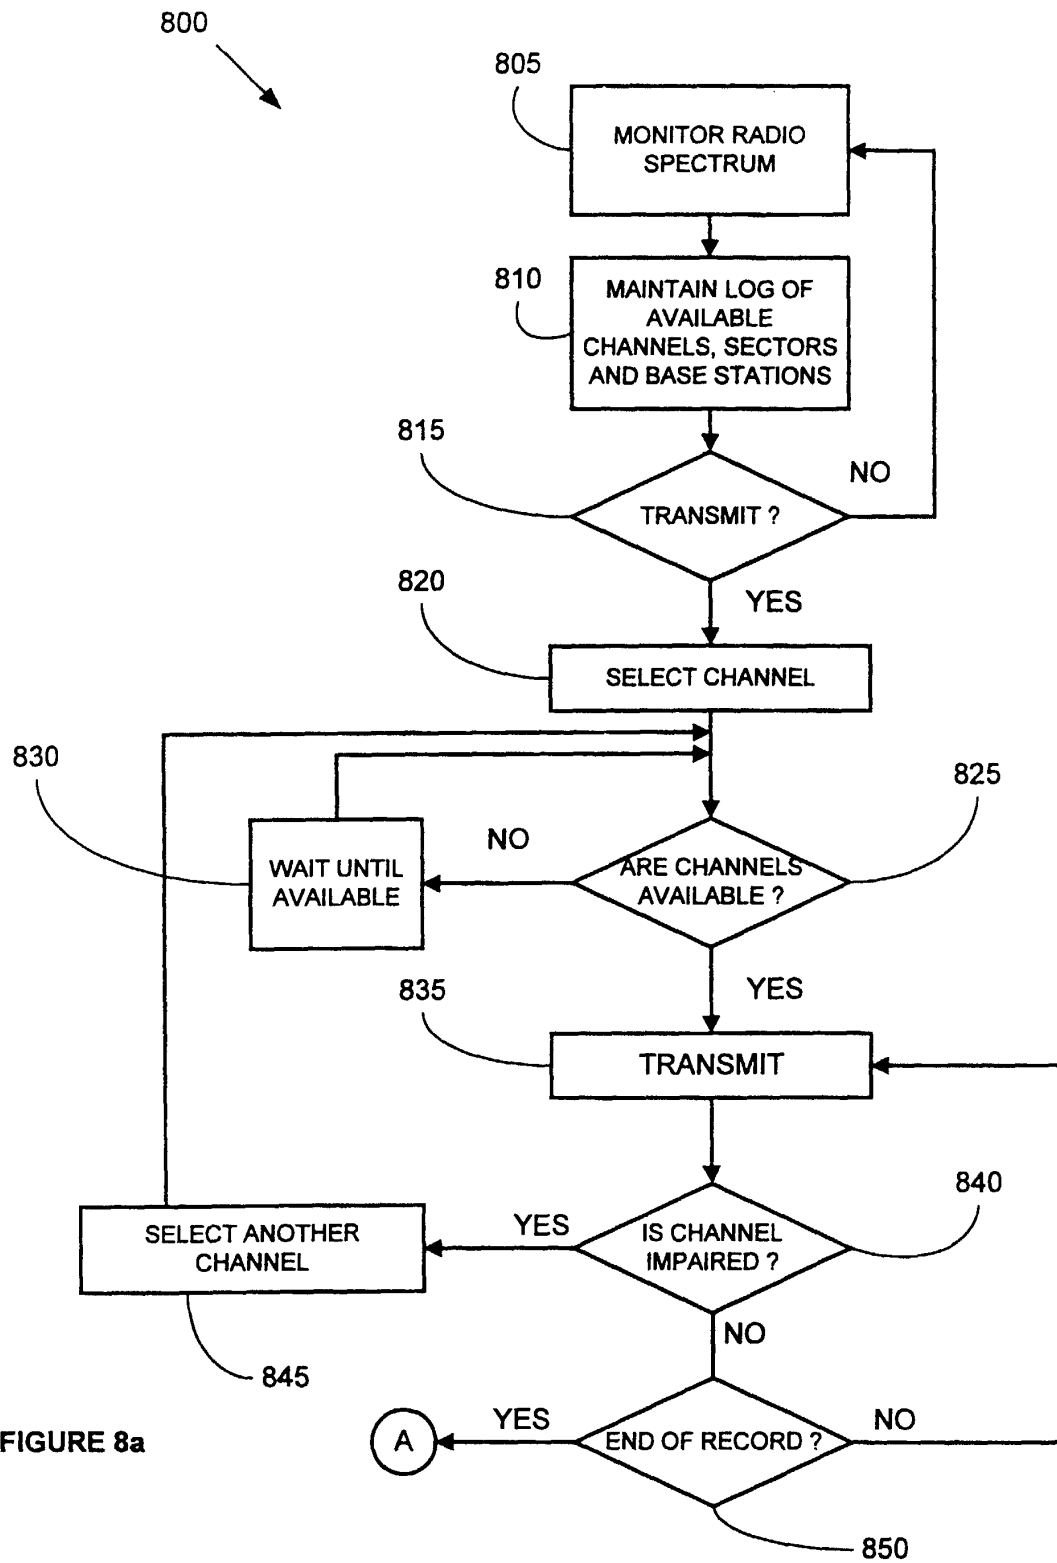 800
805
MONITOR RADIO
SPECTRUM
810
MAINTAIN LOG OF
AVAILABLE
CHANNELS, SECTORS
AND BASE STATIONS
815
NO
TRANSMIT ?
820
YES
SELECT CHANNEL
830
825
NO
WAIT UNTIL
AVAILABLE
ARE CHANNELS
AVAILABLE ?
835
YES
TRANSMIT
840
YES
SELECT ANOTHER
CHANNEL
IS CHANNEL
IMPAIRED ?
NO
845
FIGURE 8a
A
YES
END OF RECORD ?
NO
850